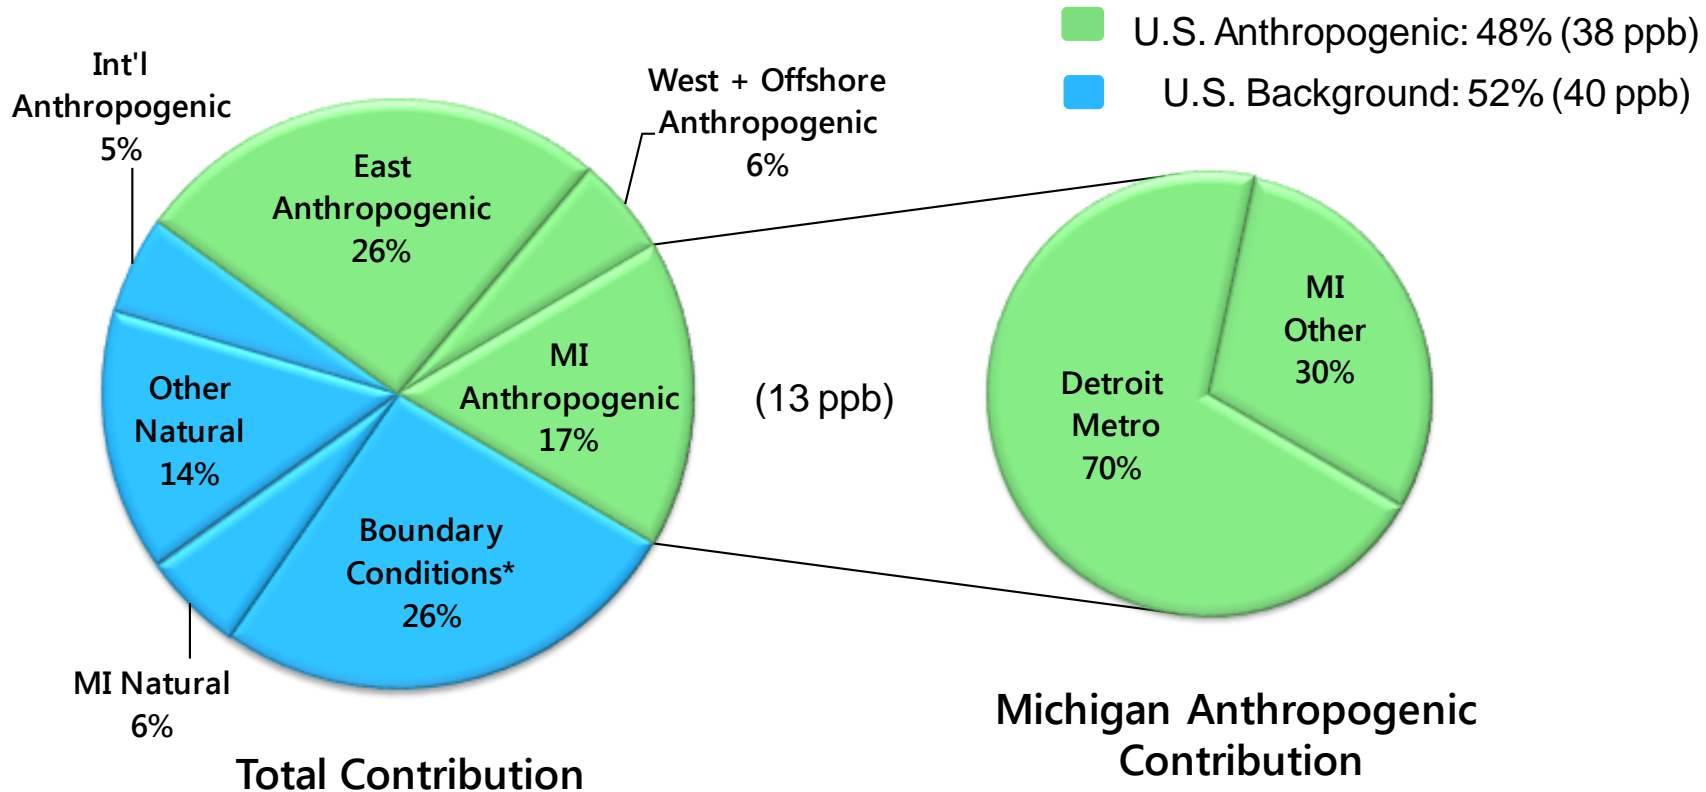 U.S. Anthropogenic: 48% (38 ppb)
U.S. Background: 52% (40 ppb)
Int'l
Anthropogenic
5%
West + Offshore
Anthropogenic
6%
East
Anthropogenic
26%
MI
Anthropogenic
17%
Other
Natural
14%
Boundary
Conditions*
26%
MI Natural
6%
Total Contribution
(13 ppb)
MI
Other
30%
Detroit
Metro
70%
Michigan Anthropogenic
Contribution